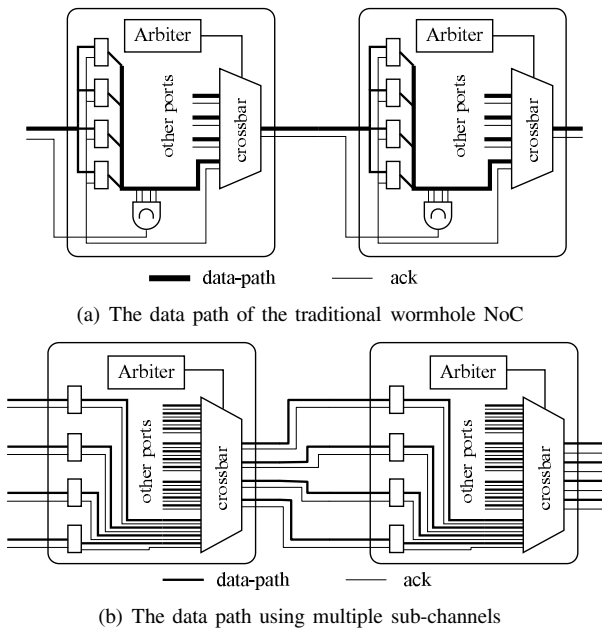 Arbiter
other ports
crossbar
Arbiter
other ports
crossbar
data-path
ack
(a) The data path of the traditional wormhole NoC
Arbiter
other ports
crossbar
Arbiter
other ports
crossbar
data-path
ack
(b) The data path using multiple sub-channels